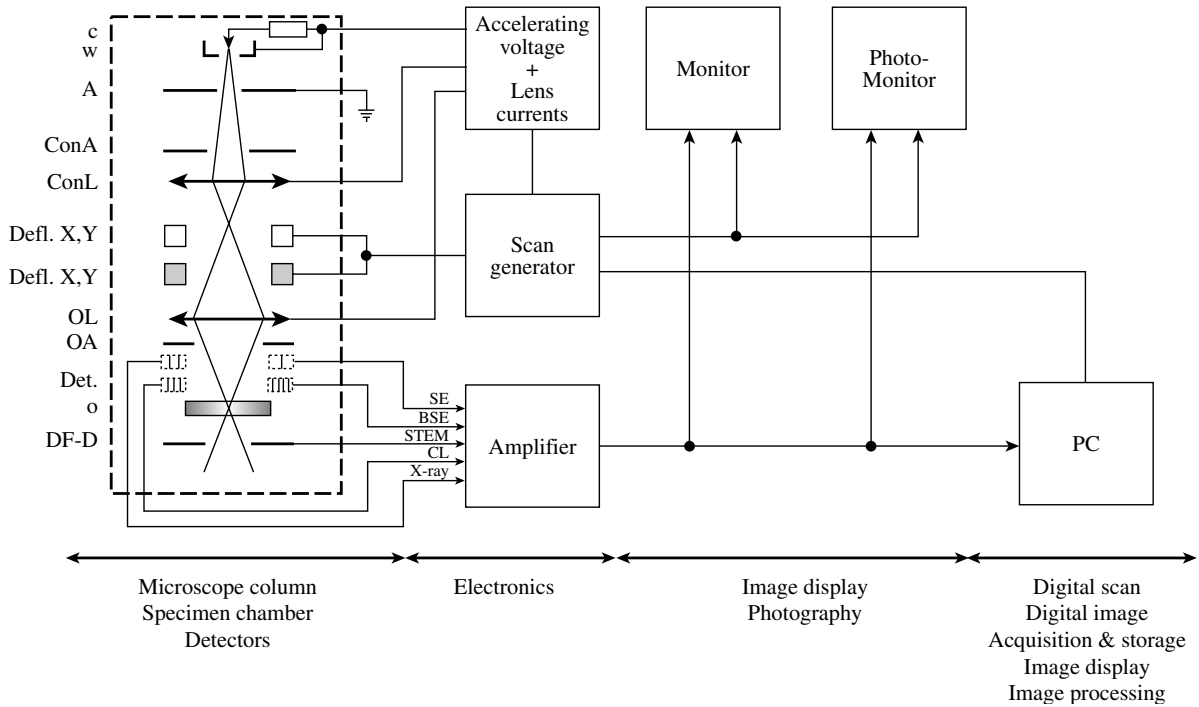 c
w
A
ConA
ConL
Defl. X,Y
Defl. X,Y
OL
OA
Det.
o
DF-D
Accelerating
voltage
+
Lens
currents
Monitor
Photo-
Monitor
Scan
generator
SE
BSE
STEM
CL
X-ray
Amplifier
PC
Microscope column
Specimen chamber
Detectors
Electronics
Image display
Photography
Digital scan
Digital image
Acquisition & storage
Image display
Image processing